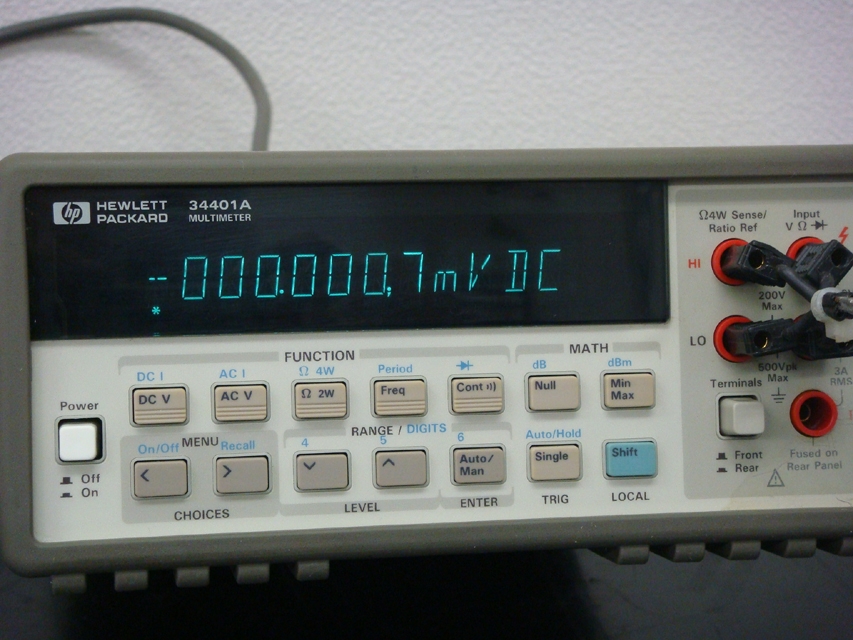 hp HEWLETT PACKARD 34401A MULTIMETER
-000.000,7mV DC
*
Ω4W Sense/ Ratio Ref
Input V Ω
HI
200V Max
LO
500Vpk Max
FUNCTION
MATH
DC I
AC I
Ω 4W
Period
dB
dBm
DC V
AC V
Ω 2W
Freq
Cont
Null
Min Max
Power
Off
On
RANGE / DIGITS
On/Off MENU Recall
4
5
6
Auto/Hold
<
>
Auto/ Man
Single
Shift
CHOICES
LEVEL
ENTER
TRIG
LOCAL
Terminals
3A
RMS
Front
Rear
Fused on Rear Panel